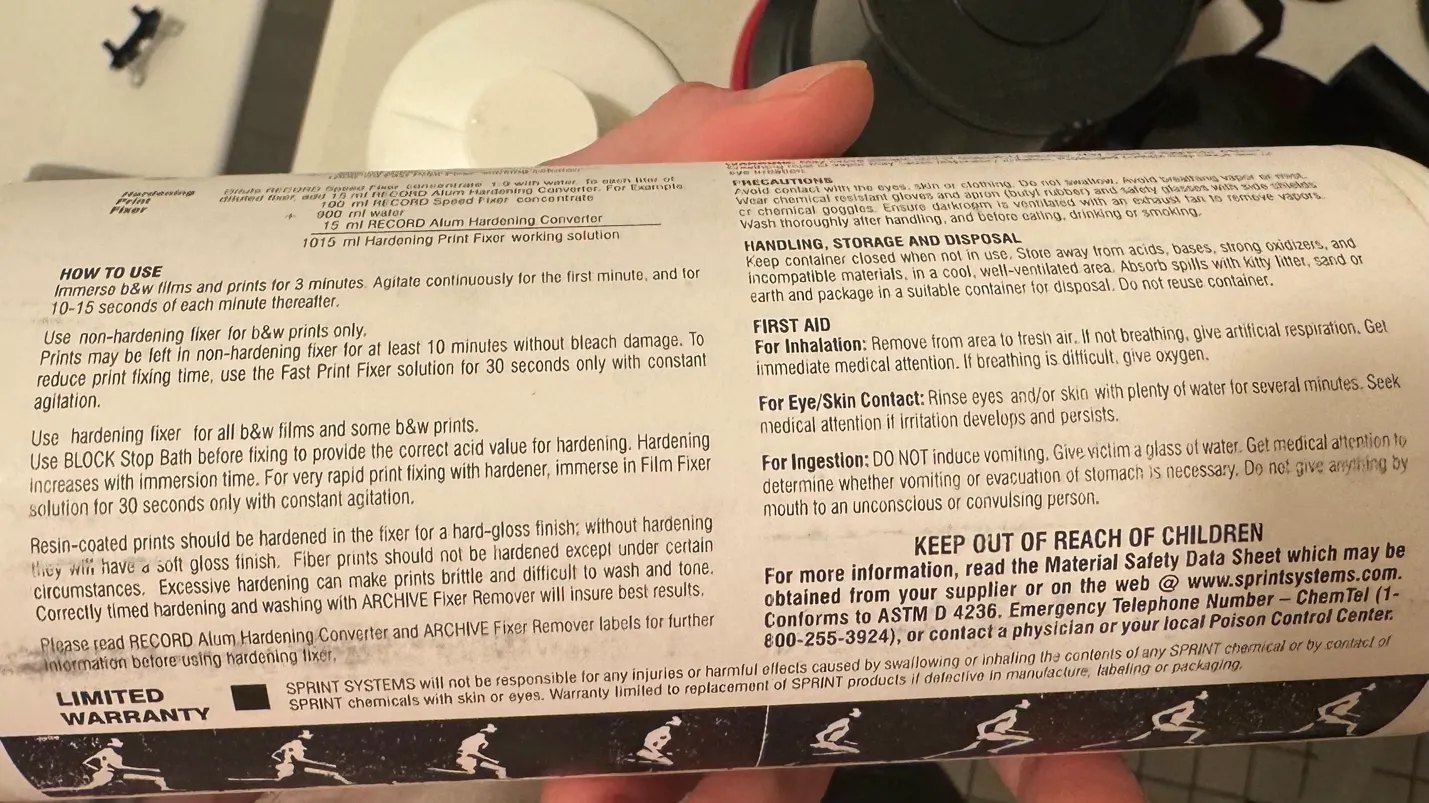 Hardening
Print
Fixer
Dilute RECORD Speed Fixer concentrate 1:9 with water. To each liter of
diluted fixer, add 15 ml RECORD Alum Hardening Converter. For Example
100 ml RECORD Speed Fixer concentrate
+ 900 ml water
15 ml RECORD Alum Hardening Converter
1015 ml Hardening Print Fixer working solution
HOW TO USE
Immerse b&w films and prints for 3 minutes. Agitate continuously for the first minute, and for
10-15 seconds of each minute thereafter.
Use non-hardening fixer for b&w prints only.
Prints may be left in non-hardening fixer for at least 10 minutes without bleach damage. To
reduce print fixing time, use the Fast Print Fixer solution for 30 seconds only with constant
agitation.
Use hardening fixer for all b&w films and some b&w prints.
Use BLOCK Stop Bath before fixing to provide the correct acid value for hardening. Hardening
increases with immersion time. For very rapid print fixing with hardener, immerse in Film Fixer
solution for 30 seconds only with constant agitation.
Resin-coated prints should be hardened in the fixer for a hard-gloss finish; without hardening
they will have a soft gloss finish. Fiber prints should not be hardened except under certain
circumstances. Excessive hardening can make prints brittle and difficult to wash and tone.
Correctly timed hardening and washing with ARCHIVE Fixer Remover will insure best results.
Please read RECORD Alum Hardening Converter and ARCHIVE Fixer Remover labels for further
information before using hardening fixer.
eye irritation.
PRECAUTIONS
Avoid contact with the eyes, skin or clothing. Do not swallow. Avoid breathing vapor or mist.
Wear chemical resistant gloves and apron (butyl rubber) and safety glasses with side shields
or chemical goggles. Ensure darkroom is ventilated with an exhaust fan to remove vapors.
Wash thoroughly after handling, and before eating, drinking or smoking.
HANDLING, STORAGE AND DISPOSAL
Keep container closed when not in use. Store away from acids, bases, strong oxidizers, and
incompatible materials, in a cool, well-ventilated area. Absorb spills with kitty litter, sand or
earth and package in a suitable container for disposal. Do not reuse container.
FIRST AID
For Inhalation: Remove from area to fresh air. If not breathing, give artificial respiration. Get
immediate medical attention. If breathing is difficult, give oxygen.
For Eye/Skin Contact: Rinse eyes and/or skin with plenty of water for several minutes. Seek
medical attention if irritation develops and persists.
For Ingestion: DO NOT induce vomiting. Give victim a glass of water. Get medical attention to
determine whether vomiting or evacuation of stomach is necessary. Do not give anything by
mouth to an unconscious or convulsing person.
KEEP OUT OF REACH OF CHILDREN
For more information, read the Material Safety Data Sheet which may be
obtained from your supplier or on the web @ www.sprintsystems.com.
Conforms to ASTM D 4236. Emergency Telephone Number – ChemTel (1-
800-255-3924), or contact a physician or your local Poison Control Center.
LIMITED
WARRANTY
SPRINT SYSTEMS will not be responsible for any injuries or harmful effects caused by swallowing or inhaling the contents of any SPRINT chemical or by contact of
SPRINT chemicals with skin or eyes. Warranty limited to replacement of SPRINT products if defective in manufacture, labeling or packaging.